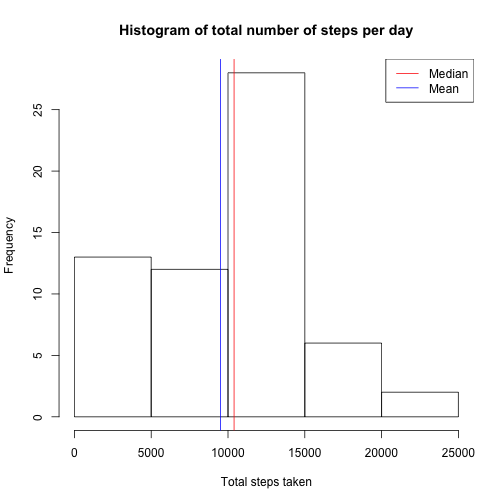 Histogram of total number of steps per day
Median
Mean
Frequency
25
20
15
10
5
0
0 5000 10000 15000 20000 25000
Total steps taken